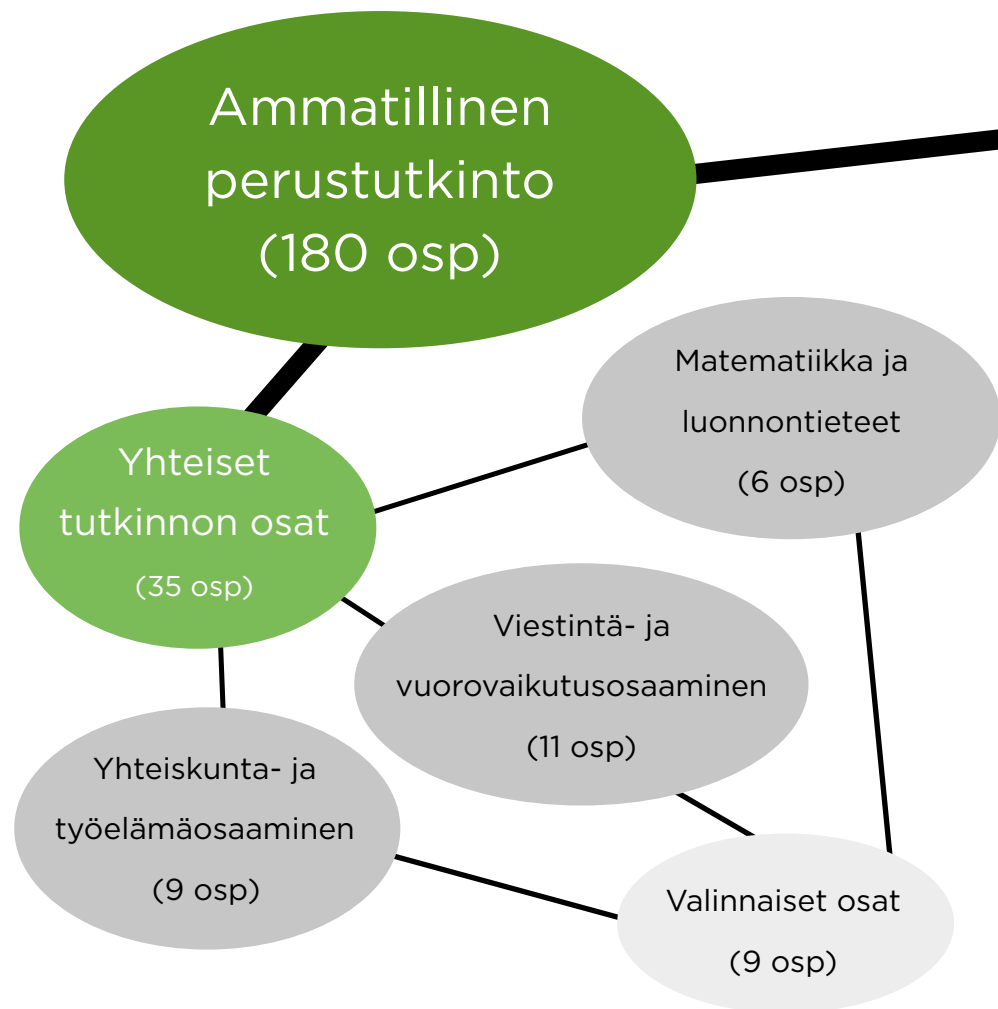 Ammatillinen
perustutkinto
(180 osp)
Matematiikka ja
luonnontieteet
(6 osp)
Yhteiset
tutkinnon osat
(35 osp)
Viestintä- ja
vuorovaikutusosaaminen
(11 osp)
Yhteiskunta- ja
työelämäosaaminen
(9 osp)
Valinnaiset osat
(9 osp)